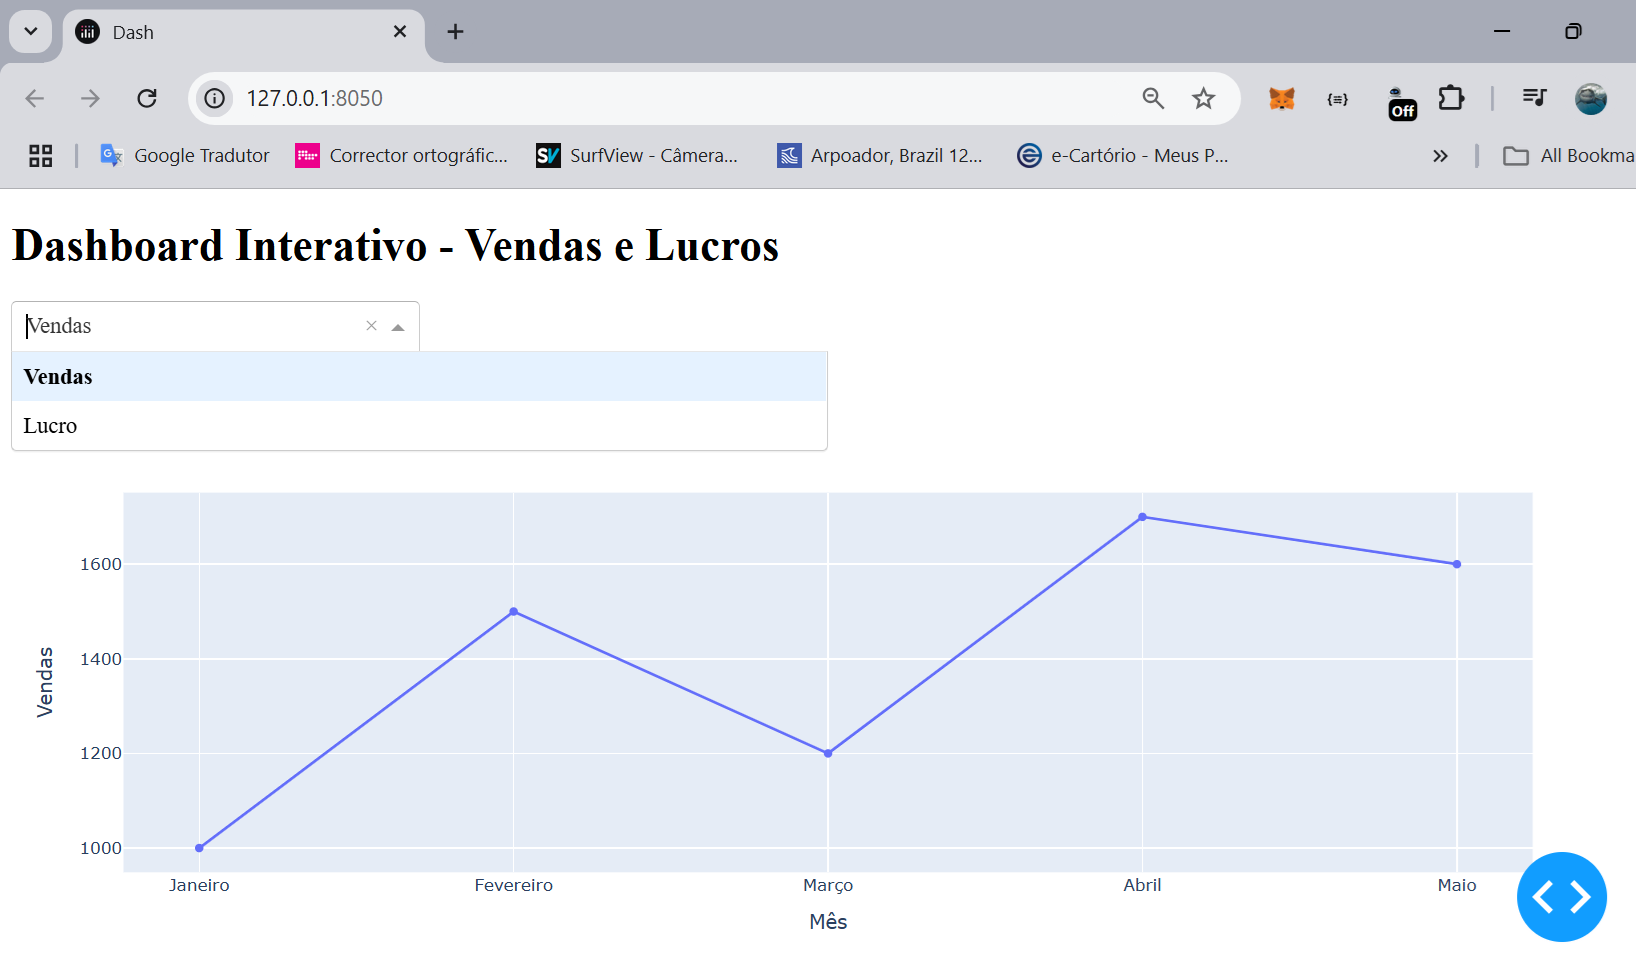 Dash
127.0.0.1:8050
Off
Google Tradutor
Corrector ortográfic...
SV
SurfView - Câmera...
Arpoador, Brazil 12...
e-Cartório - Meus P...
All Bookma
Dashboard Interativo - Vendas e Lucros
Vendas
Vendas
Lucro
1600
1400
1200
1000
Vendas
Janeiro
Fevereiro
Março
Abril
Maio
Mês